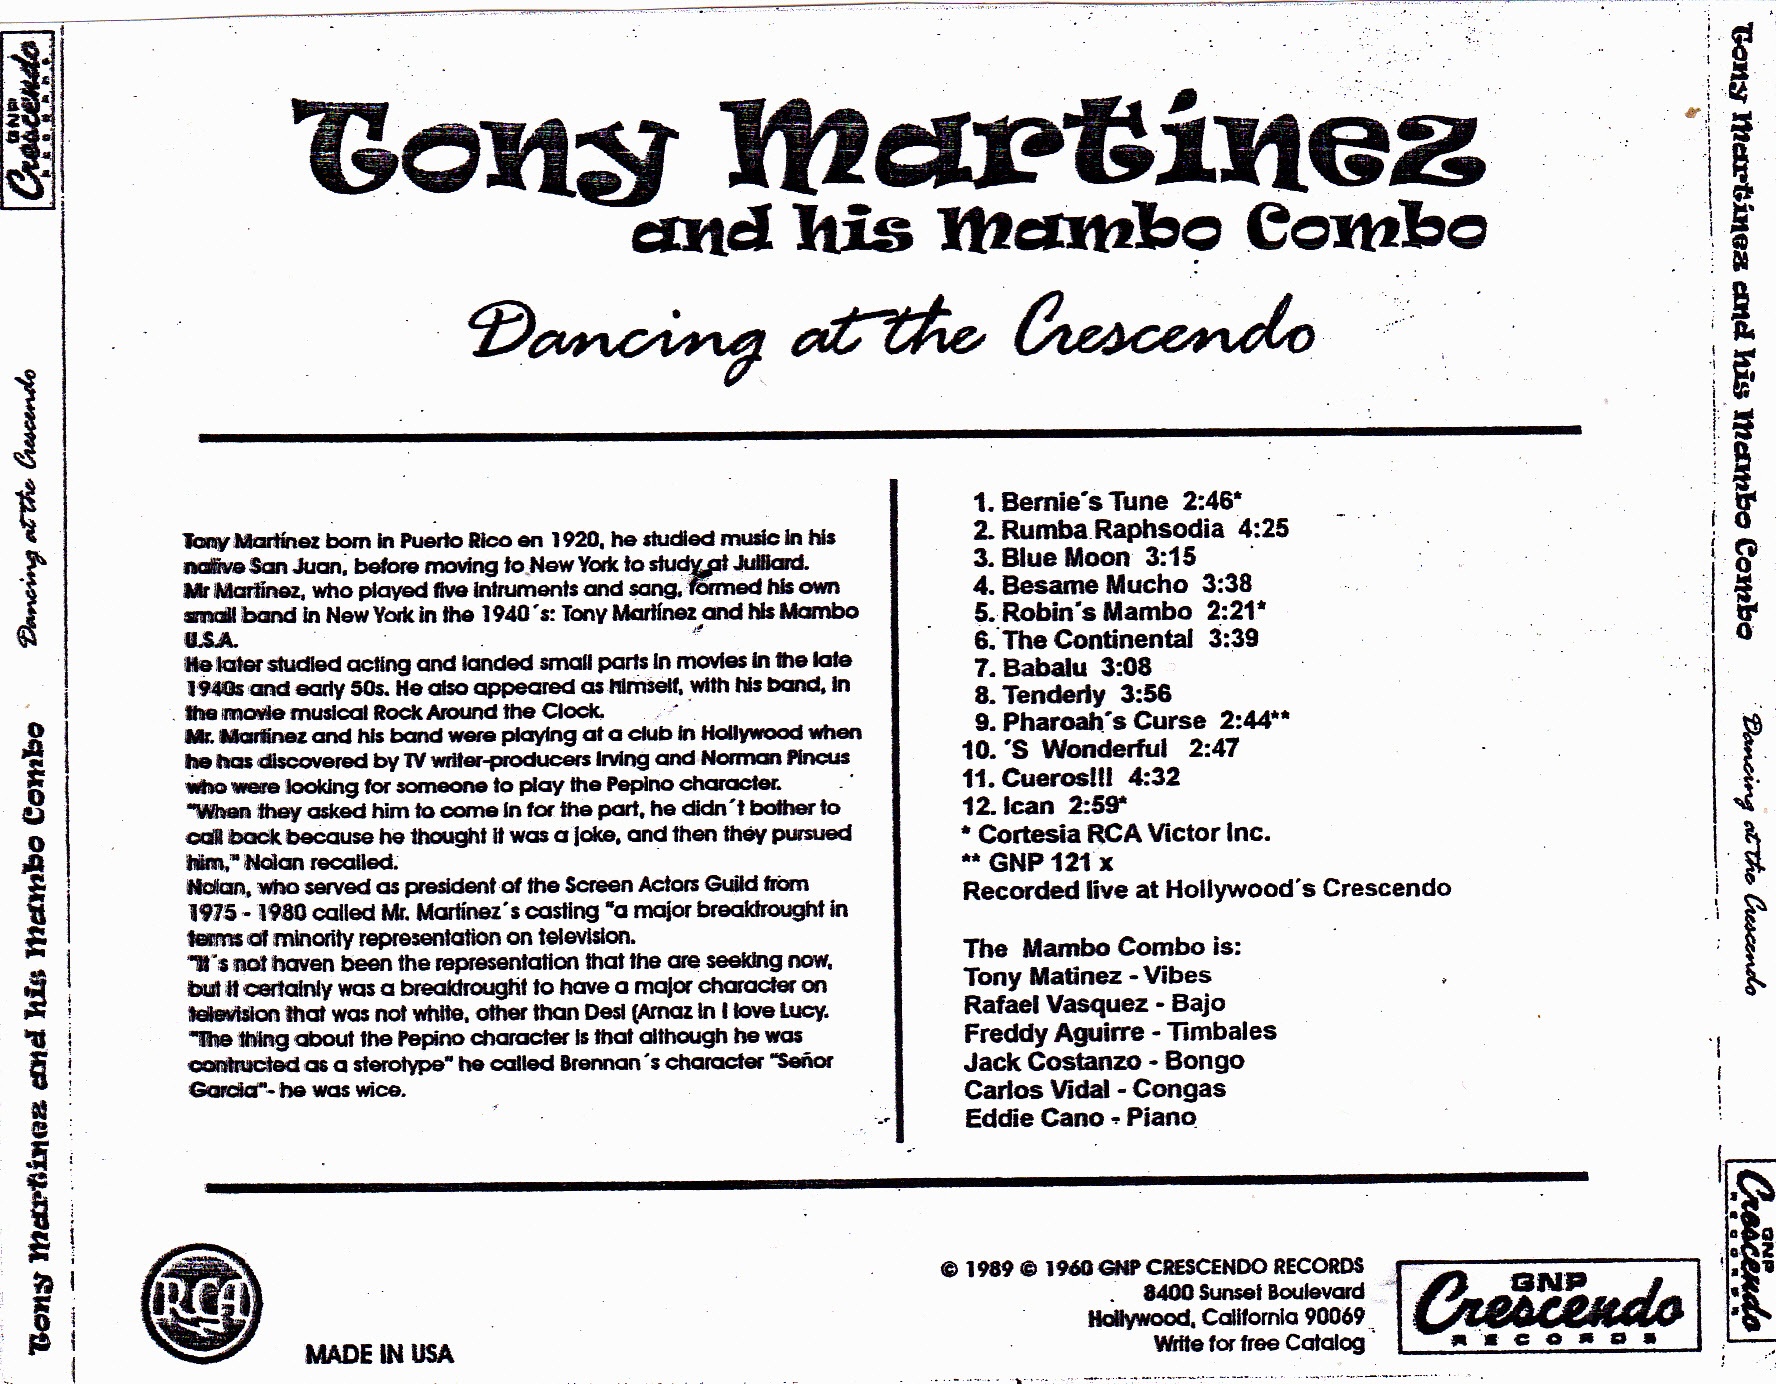 Tony Martinez
and his Mambo Combo
Dancing at the Crescendo
Tony Martínez born in Puerto Rico en 1920, he studied music in his
native San Juan, before moving to New York to study at Julliard.
Mr Martínez, who played five intruments and sang, formed his own
small band in New York in the 1940´s: Tony Martínez and his Mambo
U.S.A.
He later studied acting and landed small parts in movies in the late
1940s and early 50s. He also appeared as himself, with his band, in
the movie musical Rock Around the Clock.
Mr. Martínez and his band were playing at a club in Hollywood when
he has discovered by TV writer-producers Irving and Norman Pincus
who were looking for someone to play the Pepino character.
"When they asked him to come in for the part, he didn´t bother to
call back because he thought it was a joke, and then they pursued
him," Nolan recalled.
Nolan, who served as president of the Screen Actors Guild from
1975 - 1980 called Mr. Martínez´s casting "a major breaktrought in
terms of minority representation on television.
"It´s not haven been the representation that the are seeking now,
but it certainly was a breaktrought to have a major character on
television that was not white, other than Desi (Arnaz in I love Lucy.
"The thing about the Pepino character is that although he was
contructed as a sterotype" he called Brennan´s character "Señor
Garcia"- he was wice.
1. Bernie´s Tune 2:46*
2. Rumba Raphsodia 4:25
3. Blue Moon 3:15
4. Besame Mucho 3:38
5. Robin´s Mambo 2:21*
6. The Continental 3:39
7. Babalu 3:08
8. Tenderly 3:56
9. Pharoah´s Curse 2:44**
10. ´S Wonderful 2:47
11. Cueros!!! 4:32
12. Ican 2:59*
* Cortesia RCA Victor Inc.
** GNP 121 x
Recorded live at Hollywood´s Crescendo
The Mambo Combo is:
Tony Matinez - Vibes
Rafael Vasquez - Bajo
Freddy Aguirre - Timbales
Jack Costanzo - Bongo
Carlos Vidal - Congas
Eddie Cano - Piano
RCA
MADE IN USA
© 1989 © 1960 GNP CRESCENDO RECORDS
8400 Sunset Boulevard
Hollywood, California 90069
Write for free Catalog
GNP
Crescendo
RECORDS
Tony Martinez and his Mambo Combo Dancing at the Crescendo
GNP
Crescendo
RECORDS
Tony Martinez and his Mambo Combo Dancing at the Crescendo
GNP
Crescendo
RECORDS